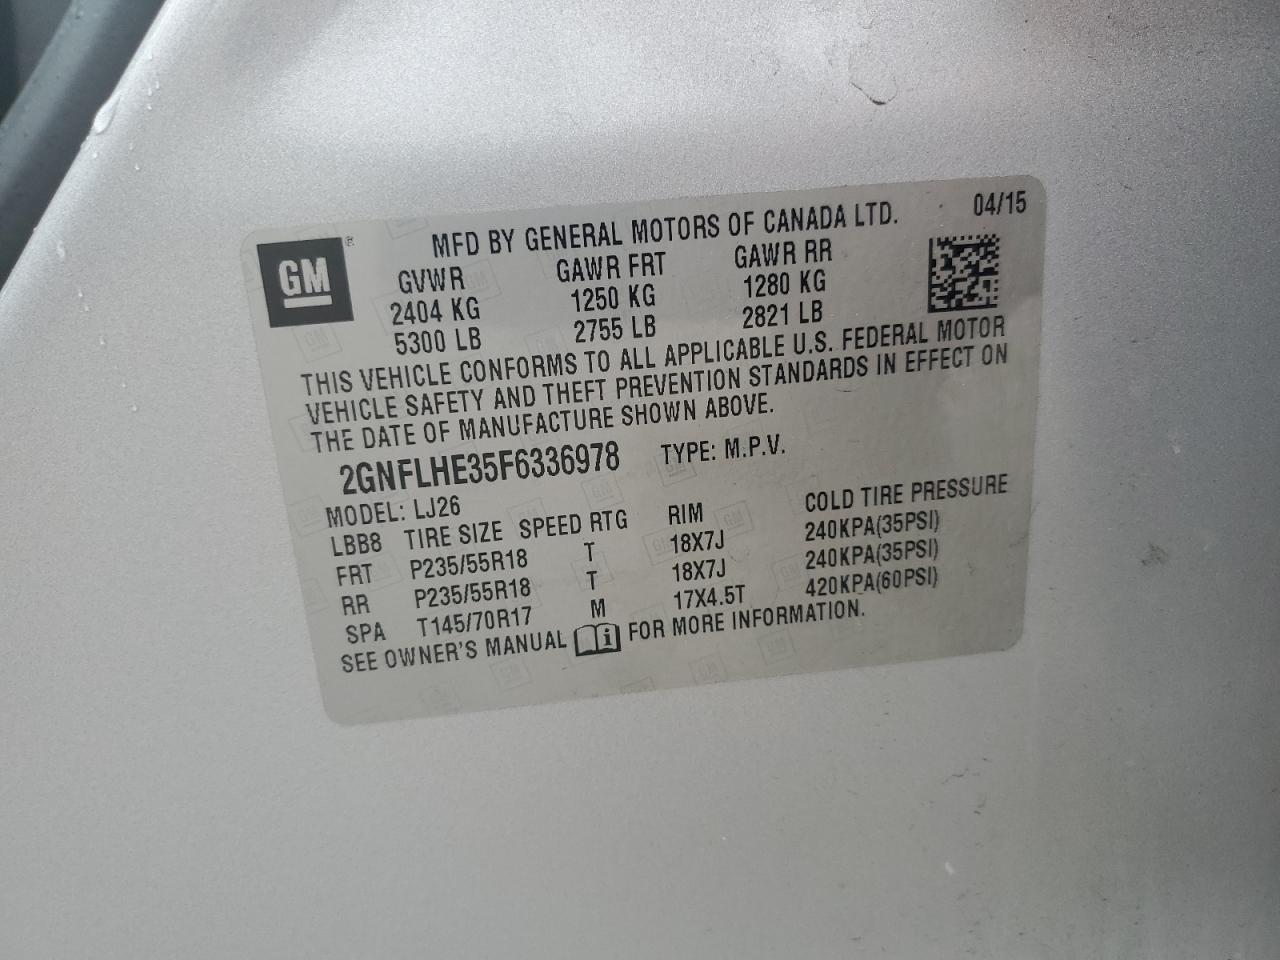 GM ®
MFD BY GENERAL MOTORS OF CANADA LTD. 04/15
GVWR GAWR FRT GAWR RR
2404 KG 1250 KG 1280 KG
5300 LB 2755 LB 2821 LB
THIS VEHICLE CONFORMS TO ALL APPLICABLE U.S. FEDERAL MOTOR
VEHICLE SAFETY AND THEFT PREVENTION STANDARDS IN EFFECT ON
THE DATE OF MANUFACTURE SHOWN ABOVE.
2GNFLHE35F6336978 TYPE: M.P.V.
MODEL: LJ26
LBB8 TIRE SIZE SPEED RTG RIM COLD TIRE PRESSURE
FRT P235/55R18 T 18X7J 240KPA(35PSI)
RR P235/55R18 T 18X7J 240KPA(35PSI)
SPA T145/70R17 M 17X4.5T 420KPA(60PSI)
SEE OWNER'S MANUAL i FOR MORE INFORMATION.